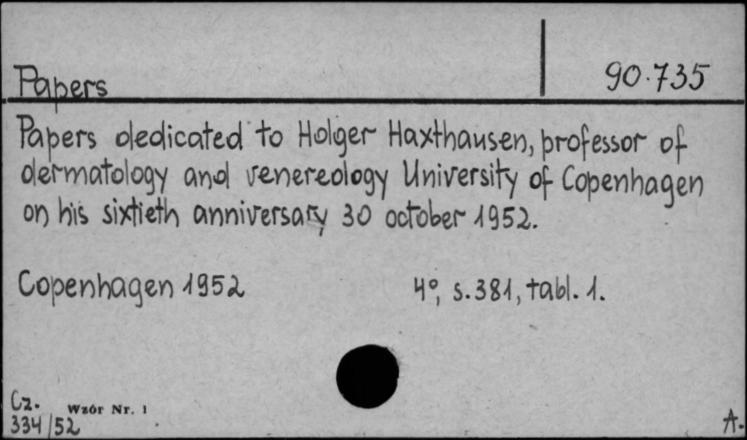 Papers 90.735
Papers dedicated to Holger Haxthausen, professor of
dermatology and venereology University of Copenhagen
on his sixtieth anniversary 30 october 1952.
Copenhagen 1952 4°, s. 381, tabl. 1.
Cz. Wzór Nr. 1
334/52 A.